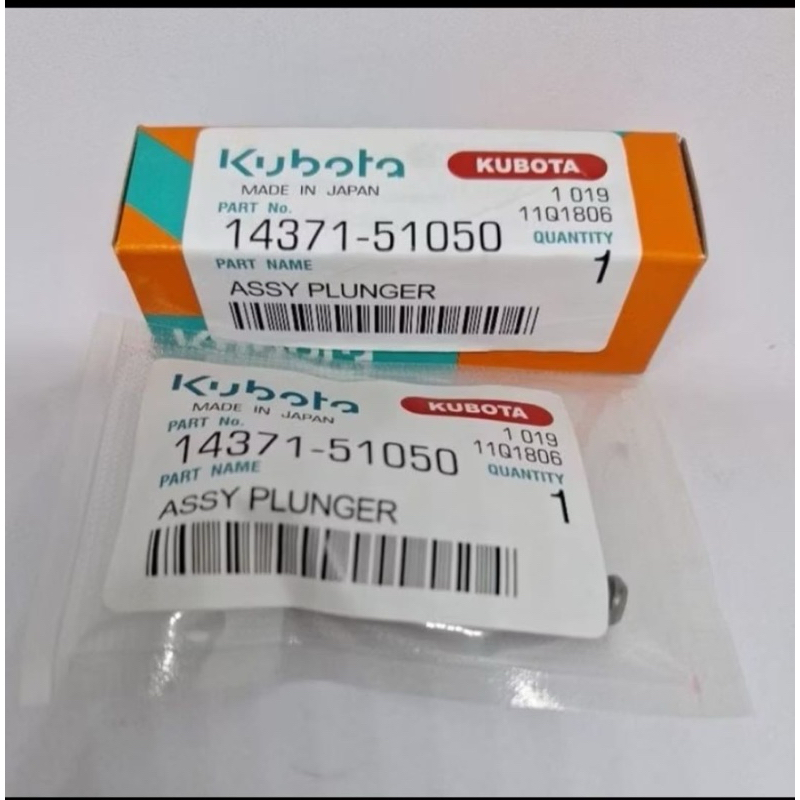 Kubota KUBOTA
MADE IN JAPAN 1 019
PART No. 11Q1806
14371-51050 QUANTITY
PART NAME 1
ASSY PLUNGER
Kubota KUBOTA
MADE IN JAPAN
PART No. 1 019
14371-51050 11Q1806
PART NAME QUANTITY
ASSY PLUNGER 1